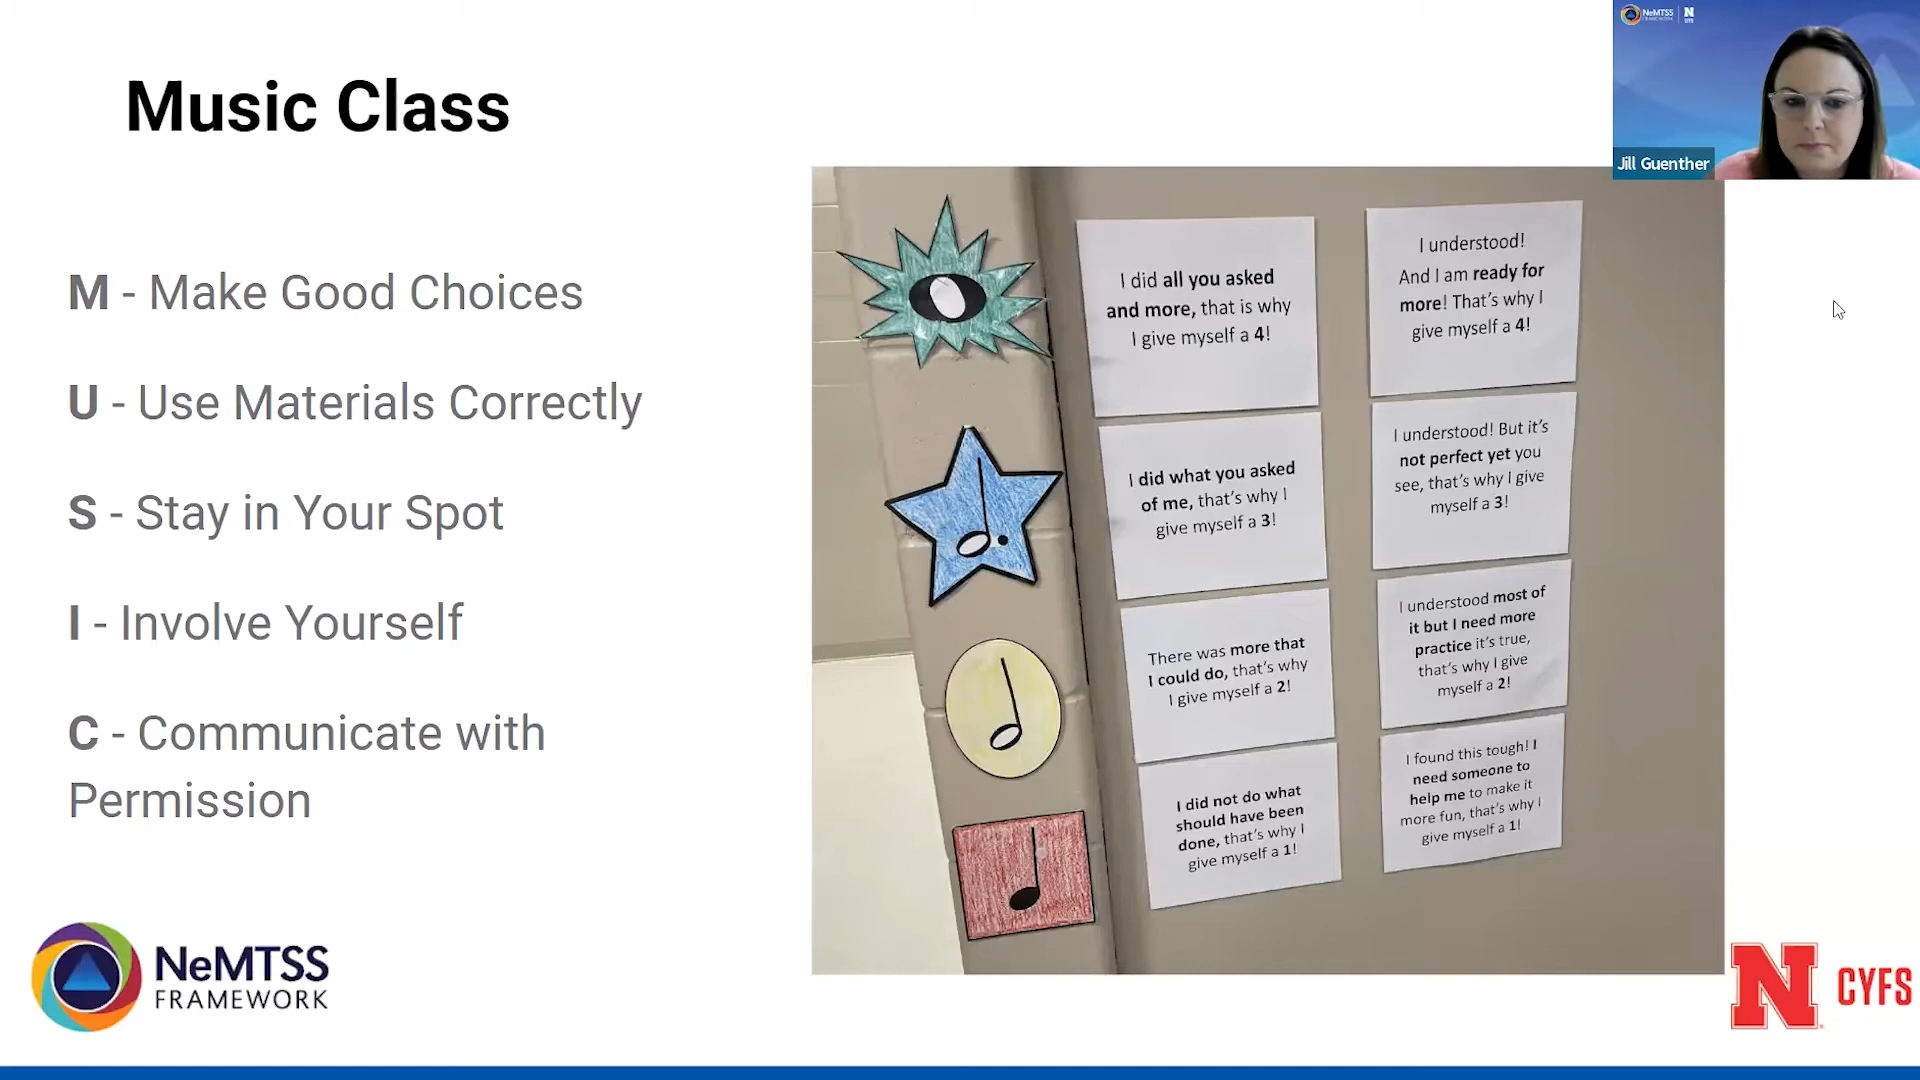 Music Class
M - Make Good Choices
U - Use Materials Correctly
S - Stay in Your Spot
I - Involve Yourself
C - Communicate with
Permission
NeMTSS
FRAMEWORK
I did all you asked
and more, that is why
I give myself a 4!
I did what you asked
of me, that's why I
give myself a 3!
There was more that
I could do, that's why
I give myself a 2!
I did not do what
should have been
done, that's why I
give myself a 1!
I understood!
And I am ready for
more! That's why I
give myself a 4!
I understood! But it's
not perfect yet you
see, that's why I give
myself a 3!
I understood most of
it but I need more
practice it's true,
that's why I give
myself a 2!
I found this tough! I
need someone to
help me to make it
more fun, that's why I
give myself a 1!
NeMTSS
FRAMEWORK
N
CYFS
Jill Guenther
N
CYFS